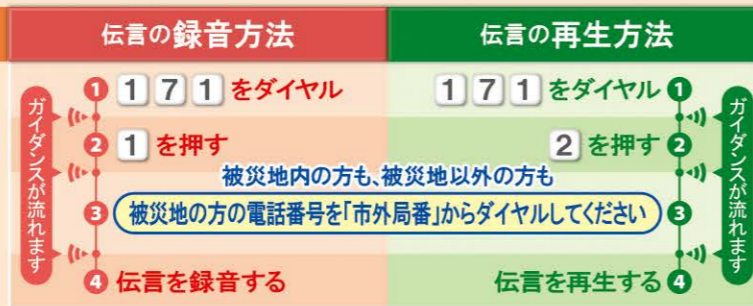 伝言の録音方法
伝言の再生方法
ガイダンスが流れます
1 171をダイヤル
171をダイヤル 1
2 1を押す
2を押す 2
被災地内の方も、被災地以外の方も
3 被災地の方の電話番号を「市外局番」からダイヤルしてください 3
4 伝言を録音する
伝言を再生する 4
ガイダンスが流れます